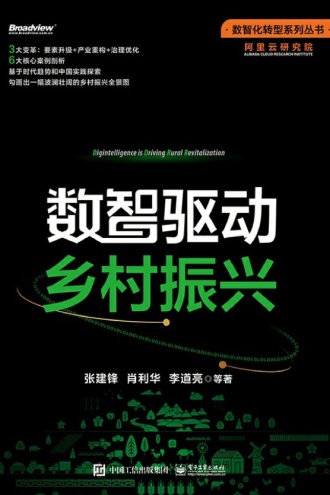 Broadview
数智化转型系列丛书
阿里云研究院
ALIBABA CLOUD RESEARCH INSTITUTE
3大变革：要素升级+产业重构+治理优化
6大核心案例剖析
基于时代趋势和中国实践探索
勾画出一幅波澜壮阔的乡村振兴全景图
Digintelligence is Driving Rural Revitalization
数智驱动
乡村振兴
张建锋 肖利华 李道亮 等著
中国工信出版集团
电子工业出版社